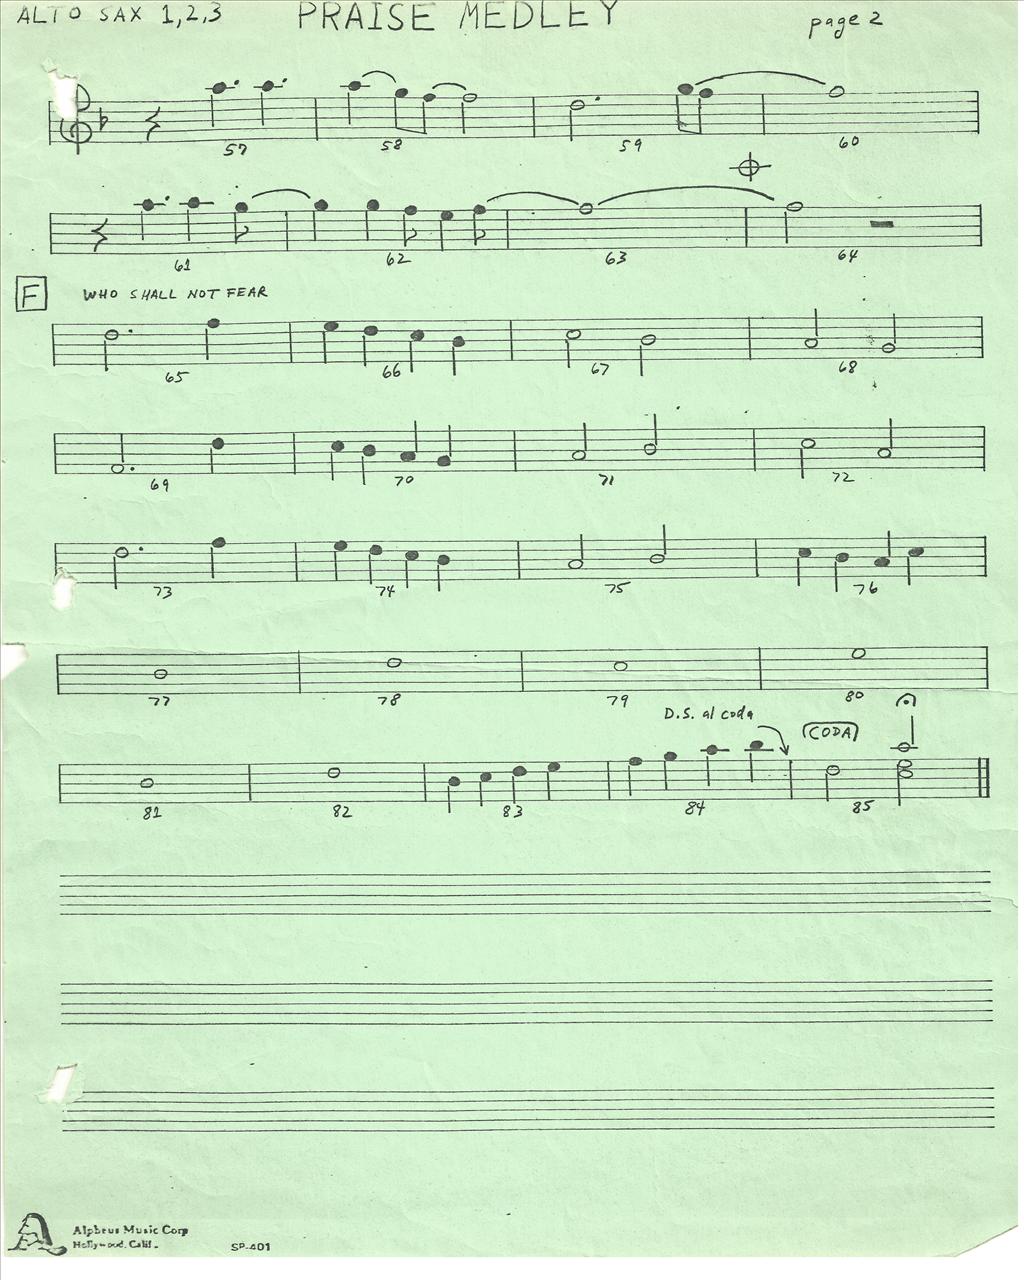 ALTO SAX 1,2,3 PRAISE MEDLEY page 2
57 58 59 60
61 62 63 64
F WHO SHALL NOT FEAR
65 66 67 68
69 70 71 72
73 74 75 76
77 78 79 80
D.S. al coda CODA
81 82 83 84 85
A Alpheus Music Corp
Hollywood, Calif. SP-401